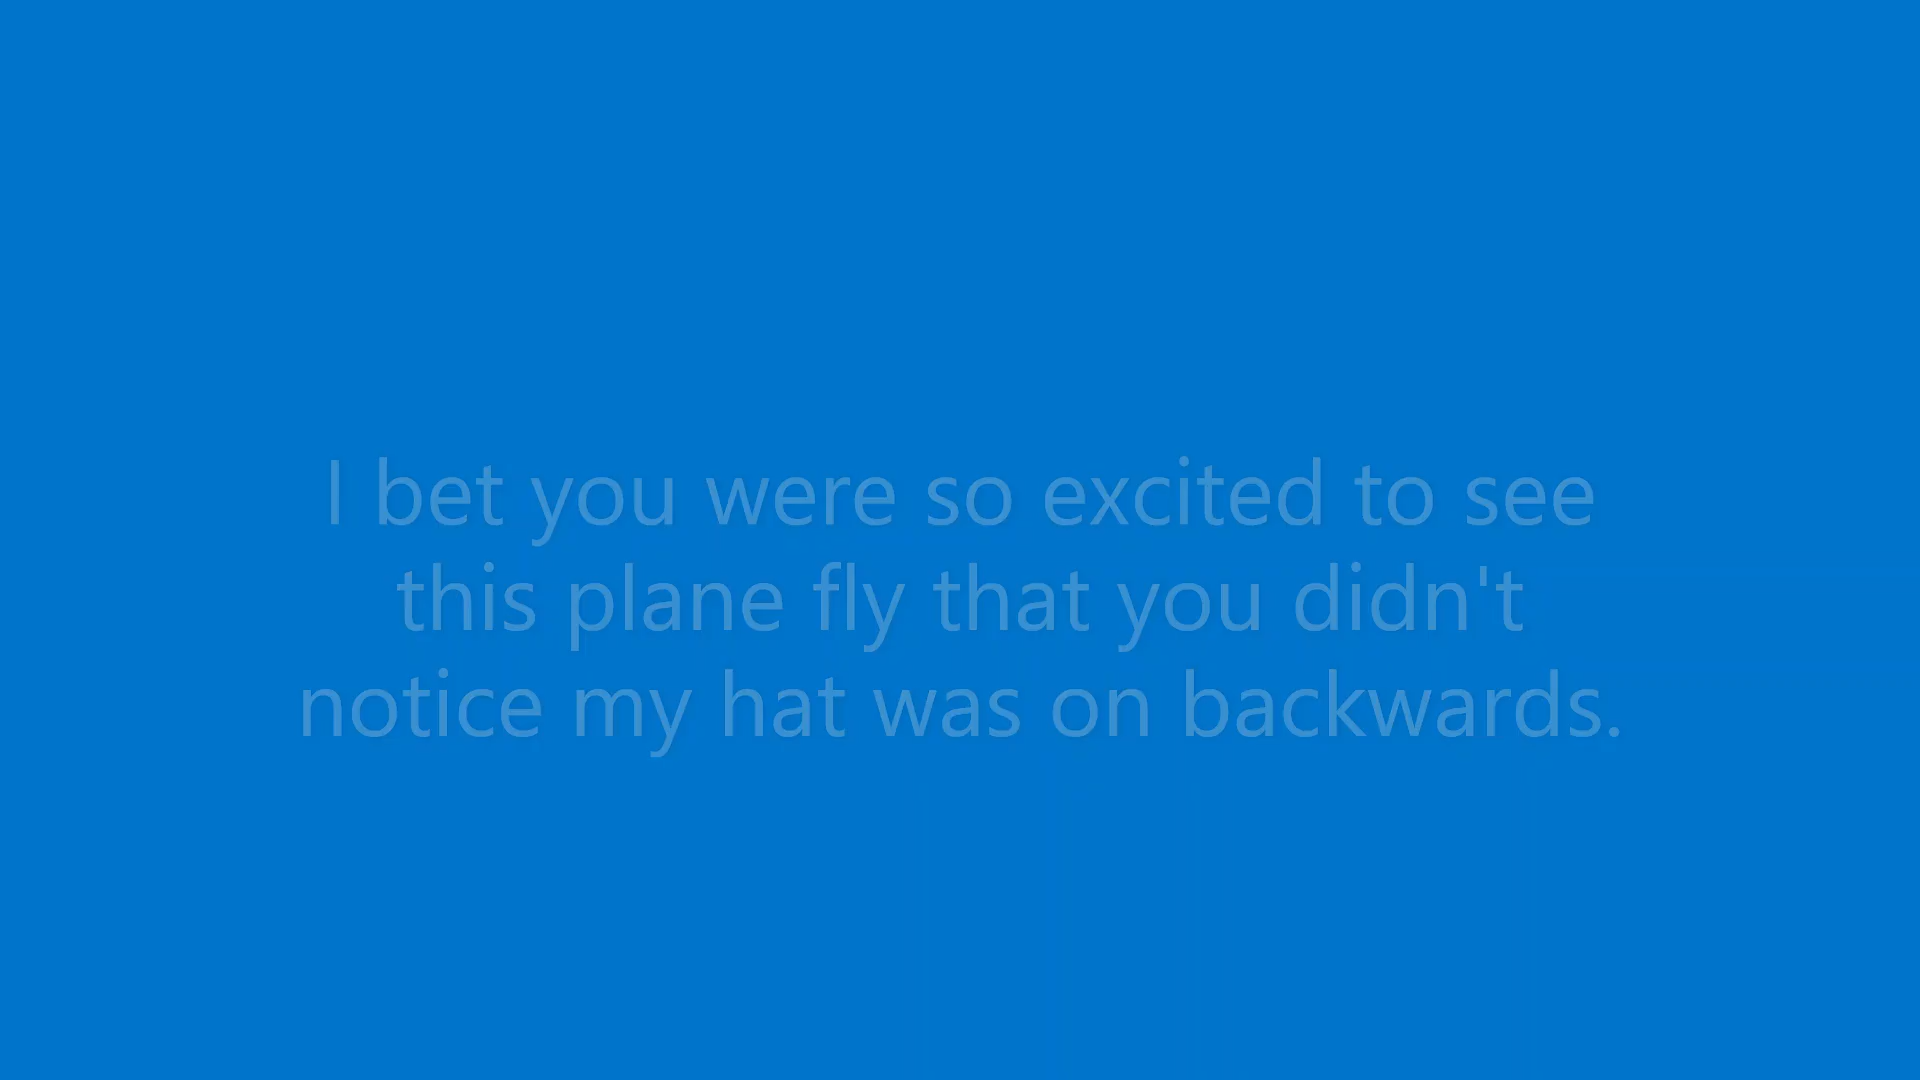 I bet you were so excited to see
this plane fly that you didn't
notice my hat was on backwards.